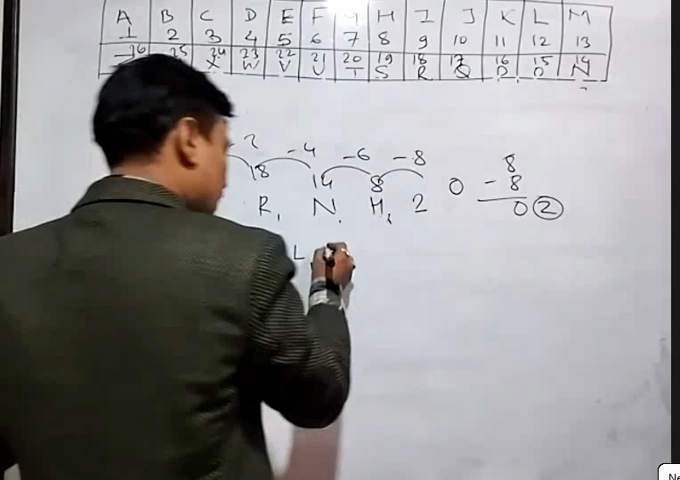 A B C D E F G H I J K L M
1 2 3 4 5 6 7 8 9 10 11 12 13
26 25 24 23 22 21 20 19 18 17 16 15 14
X W V U T S R Q P O N
2 -4 -6 -8
18 14 8 0
R, N, H, 2
8
- 8
0 2
L
Ne